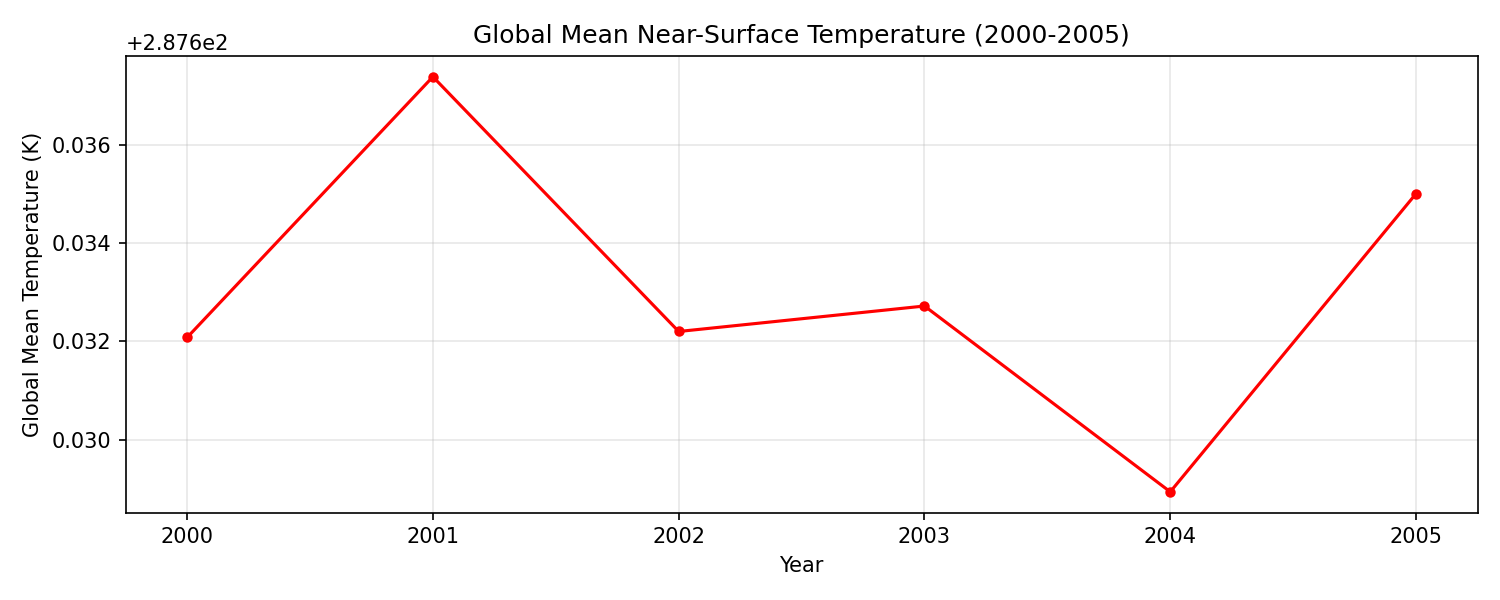 Global Mean Near-Surface Temperature (2000-2005)
+2.876e2
Global Mean Temperature (K)
0.036
0.034
0.032
0.030
2000 2001 2002 2003 2004 2005
Year